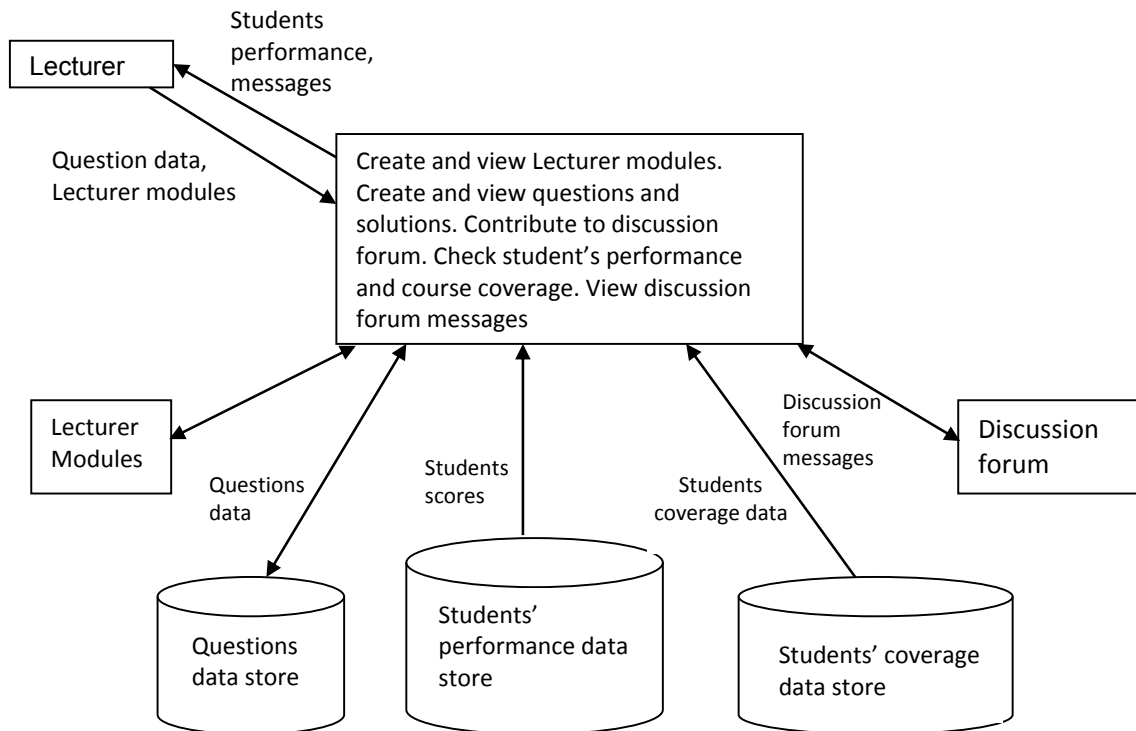 Students
performance,
messages
Lecturer
Question data,
Lecturer modules
Create and view Lecturer modules.
Create and view questions and
solutions. Contribute to discussion
forum. Check student’s performance
and course coverage. View discussion
forum messages
Lecturer
Modules
Questions
data
Students
scores
Students
coverage data
Discussion
forum
messages
Discussion
forum
Questions
data store
Students’
performance data
store
Students’ coverage
data store